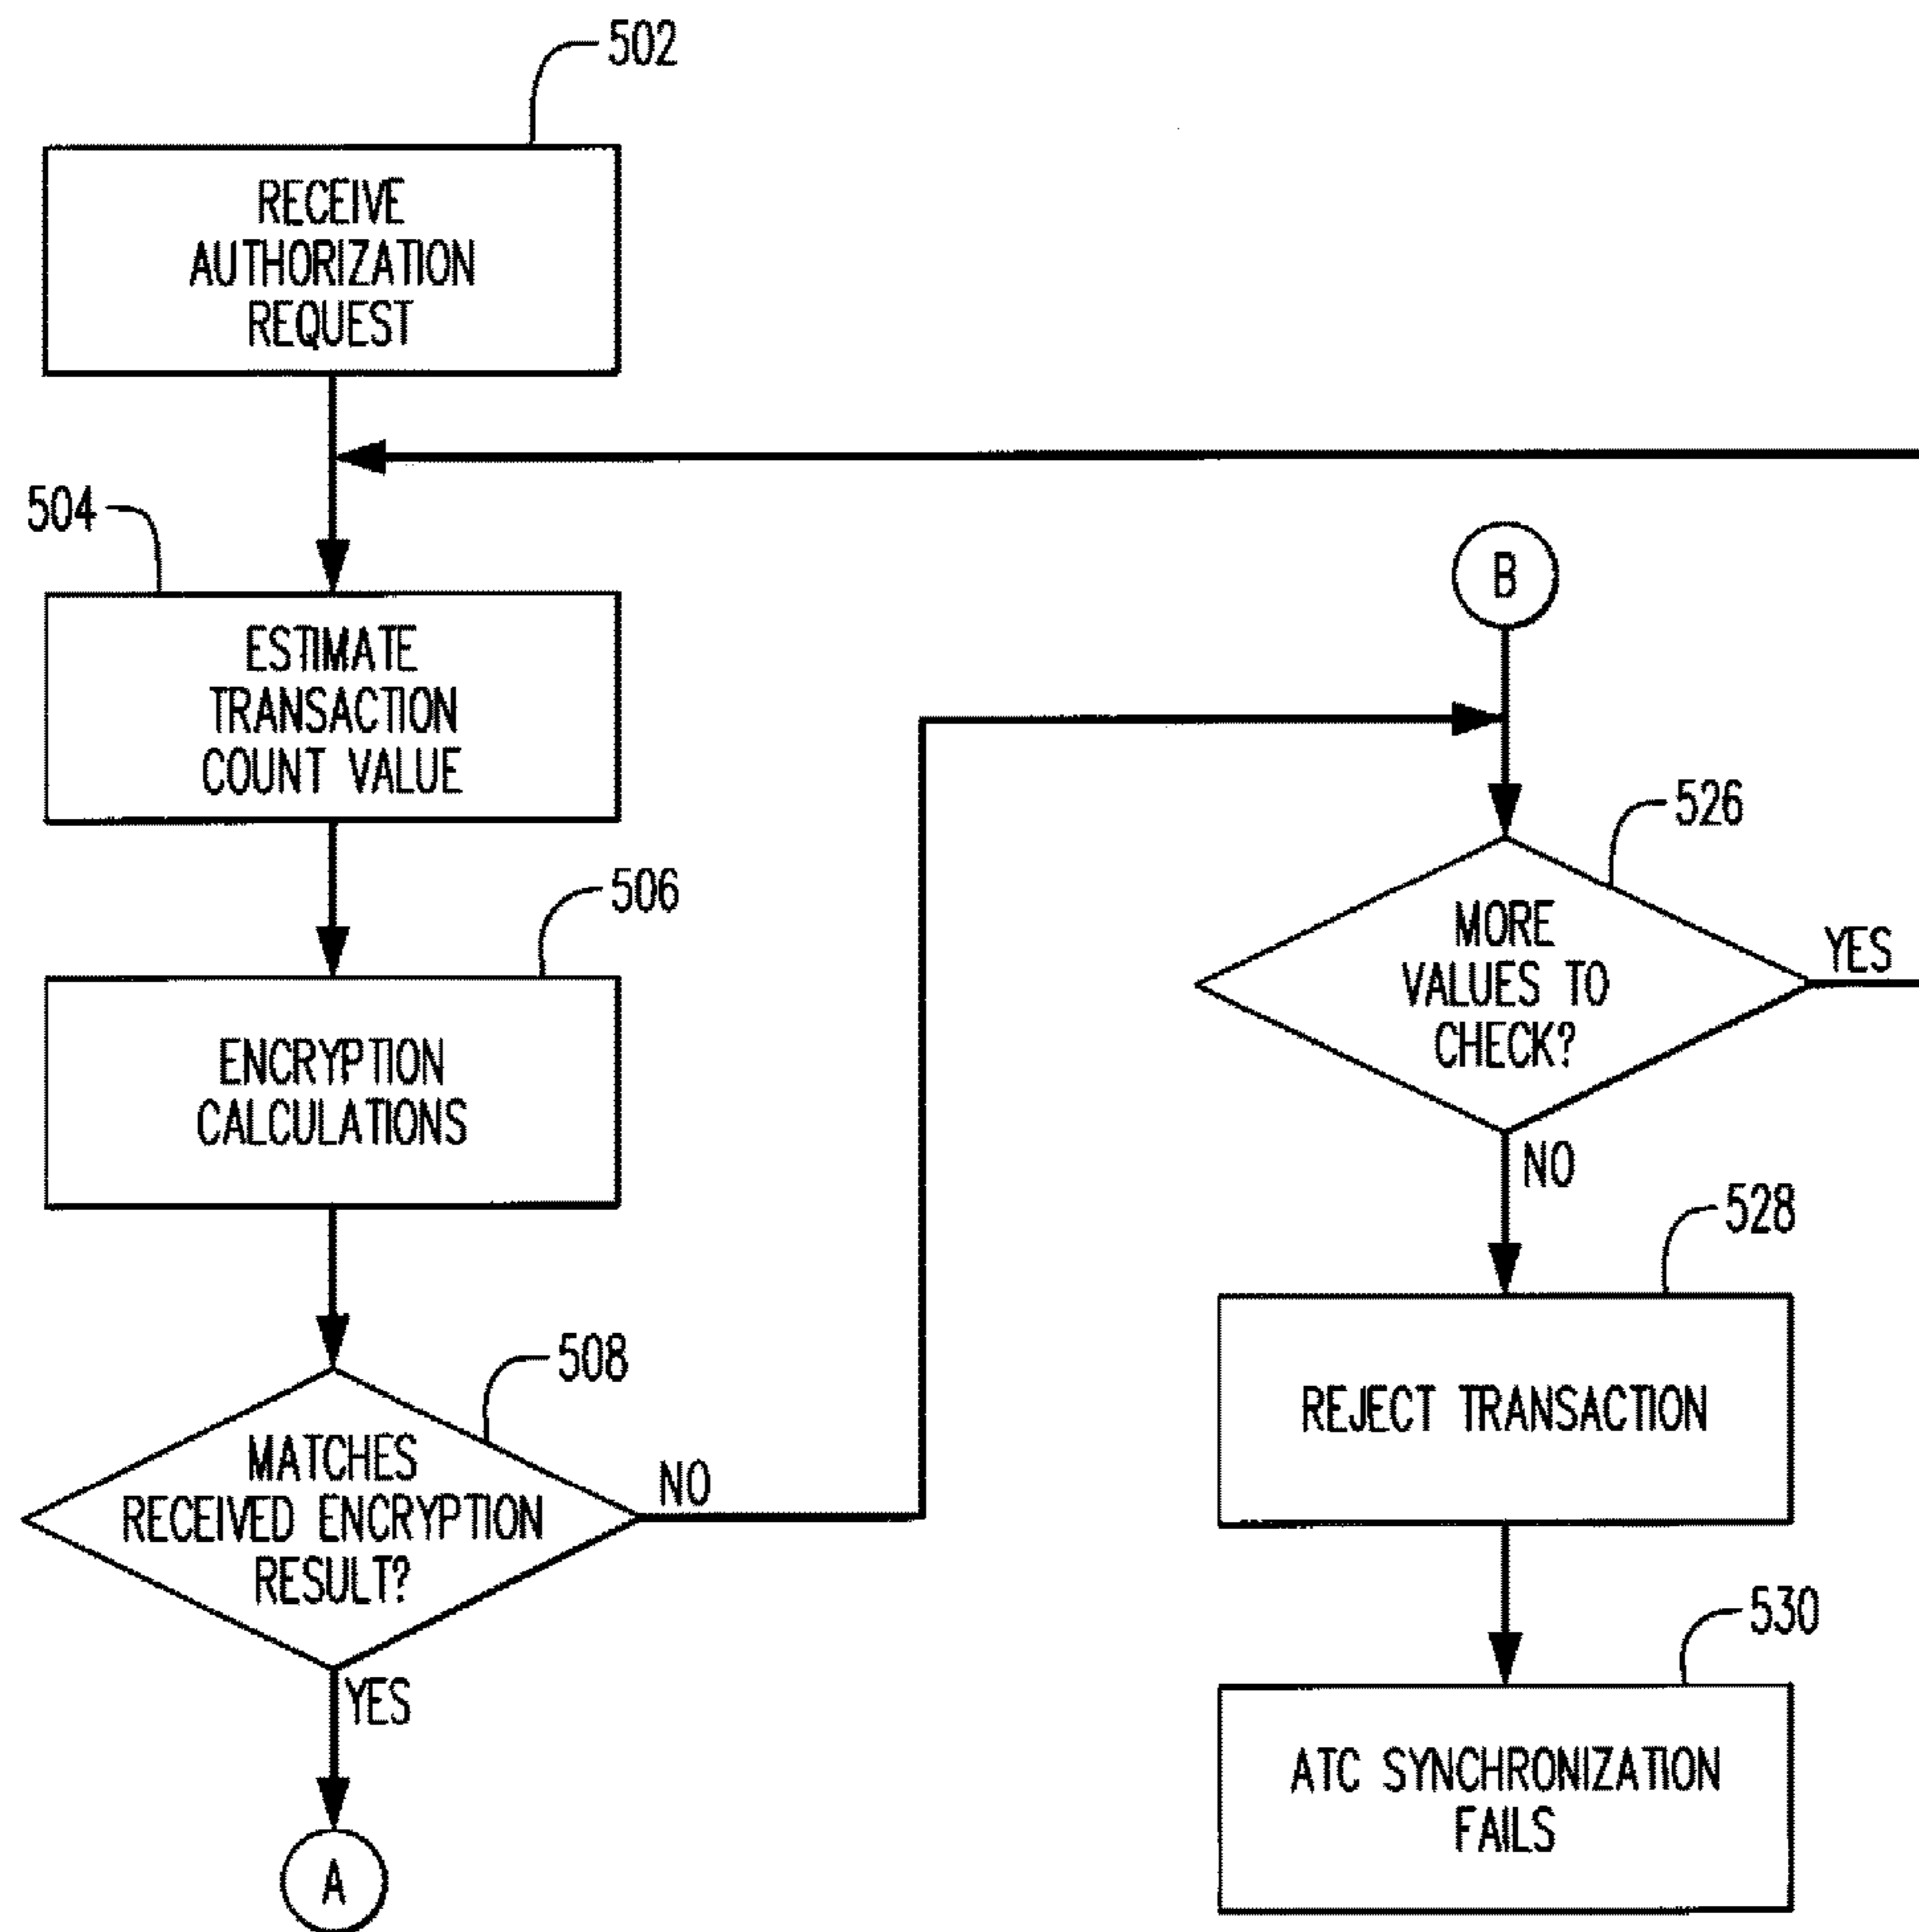 502
RECEIVE
AUTHORIZATION
REQUEST
504
ESTIMATE
TRANSACTION
COUNT VALUE
506
ENCRYPTION
CALCULATIONS
508
MATCHES
RECEIVED ENCRYPTION
RESULT?
NO
YES
A
B
526
MORE
VALUES TO
CHECK?
YES
NO
528
REJECT TRANSACTION
530
ATC SYNCHRONIZATION
FAILS